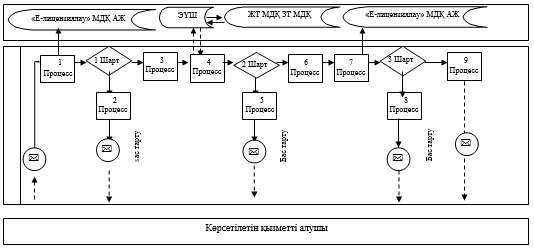 «Е-лицензиялау» МДҚ АЖ
ЭҮШ
ЖТ МДҚ ЗТ МДҚ
«Е-лицензиялау» МДҚ АЖ
1
Процесс
1 Шарт
3
Процесс
4
Процесс
2 Шарт
6
Процесс
7
Процесс
3 Шарт
9
Процесс
2
Процесс
5
Процесс
8
Процесс
Бас тарту
Бас тарту
Бас тарту
Көрсетілетін қызметті алушы